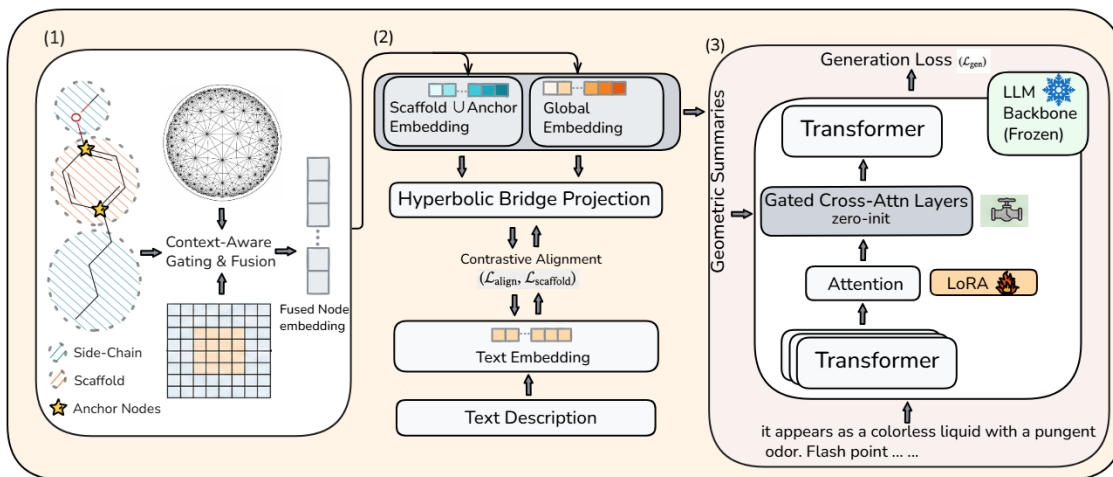 (1)
Side-Chain
Scaffold
Anchor Nodes
Context-Aware
Gating & Fusion
Fused Node
embedding
(2)
Scaffold ∪ Anchor
Embedding
Global
Embedding
Hyperbolic Bridge Projection
Contrastive Alignment
(ℒalign, ℒscaffold)
Text Embedding
Text Description
Geometric Summaries
(3)
Generation Loss (ℒgen)
LLM
Backbone
(Frozen)
Transformer
Gated Cross-Attn Layers
zero-init
Attention
LoRA
Transformer
it appears as a colorless liquid with a pungent
odor. Flash point ... ...